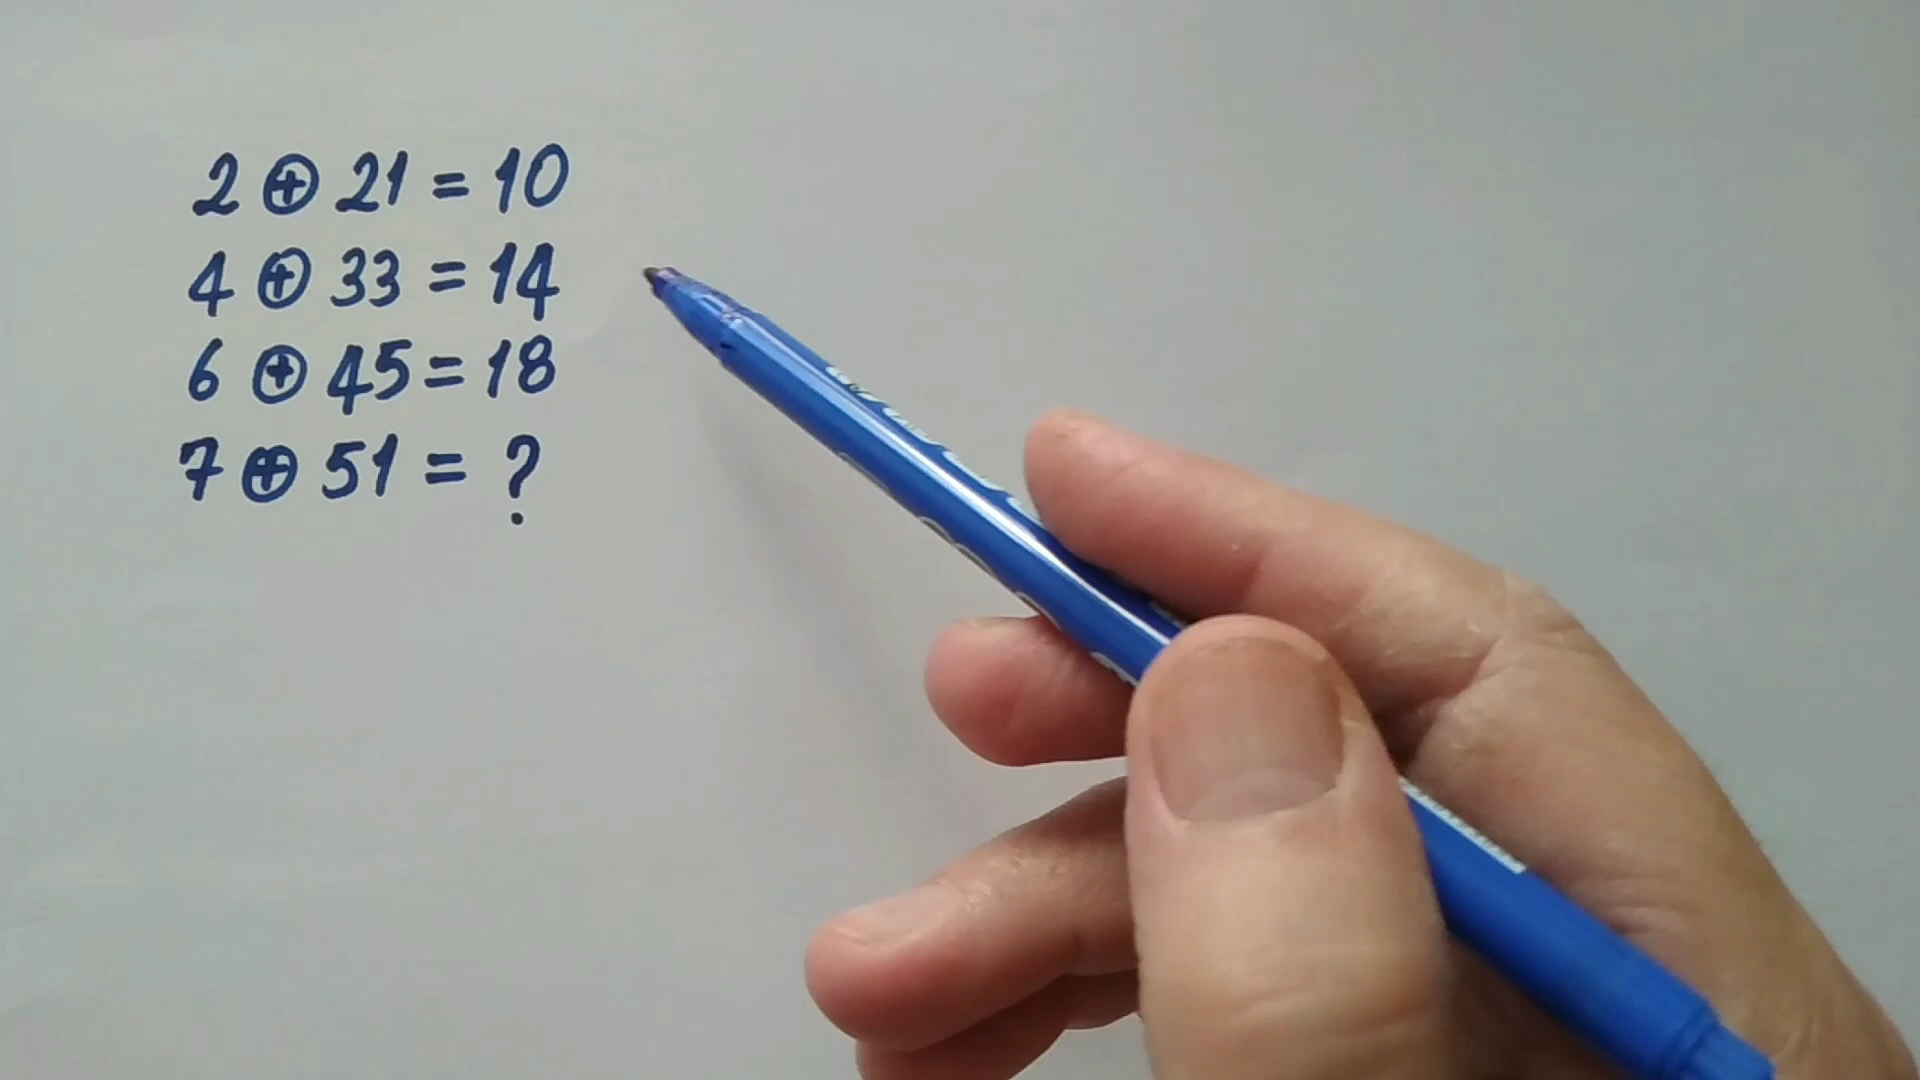 2 ⊕ 21 = 10
4 ⊕ 33 = 14
6 ⊕ 45 = 18
7 ⊕ 51 = ?